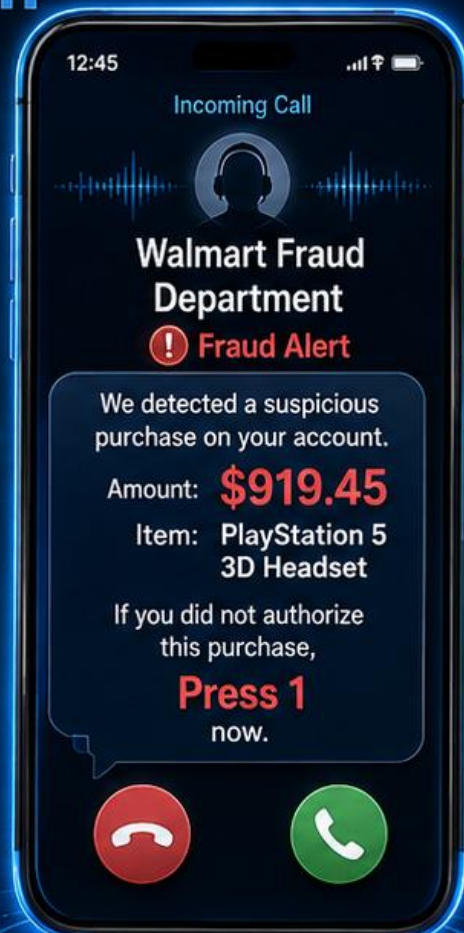 12:45
Incoming Call
Walmart Fraud
Department
! Fraud Alert
We detected a suspicious
purchase on your account.
Amount: $919.45
Item: PlayStation 5
3D Headset
If you did not authorize
this purchase,
Press 1
now.